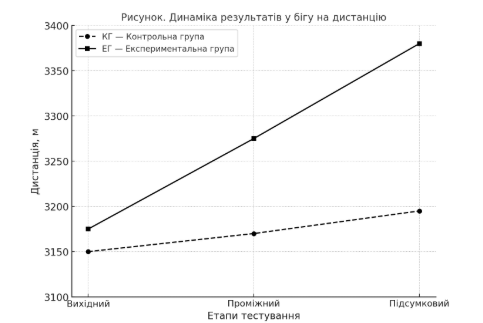 Рисунок. Динаміка результатів у бігу на дистанцію
КГ — Контрольна група
ЕГ — Експериментальна група
3400
3350
3300
3250
3200
3150
3100
Дистанція, м
Вихідний
Проміжний
Підсумковий
Етапи тестування